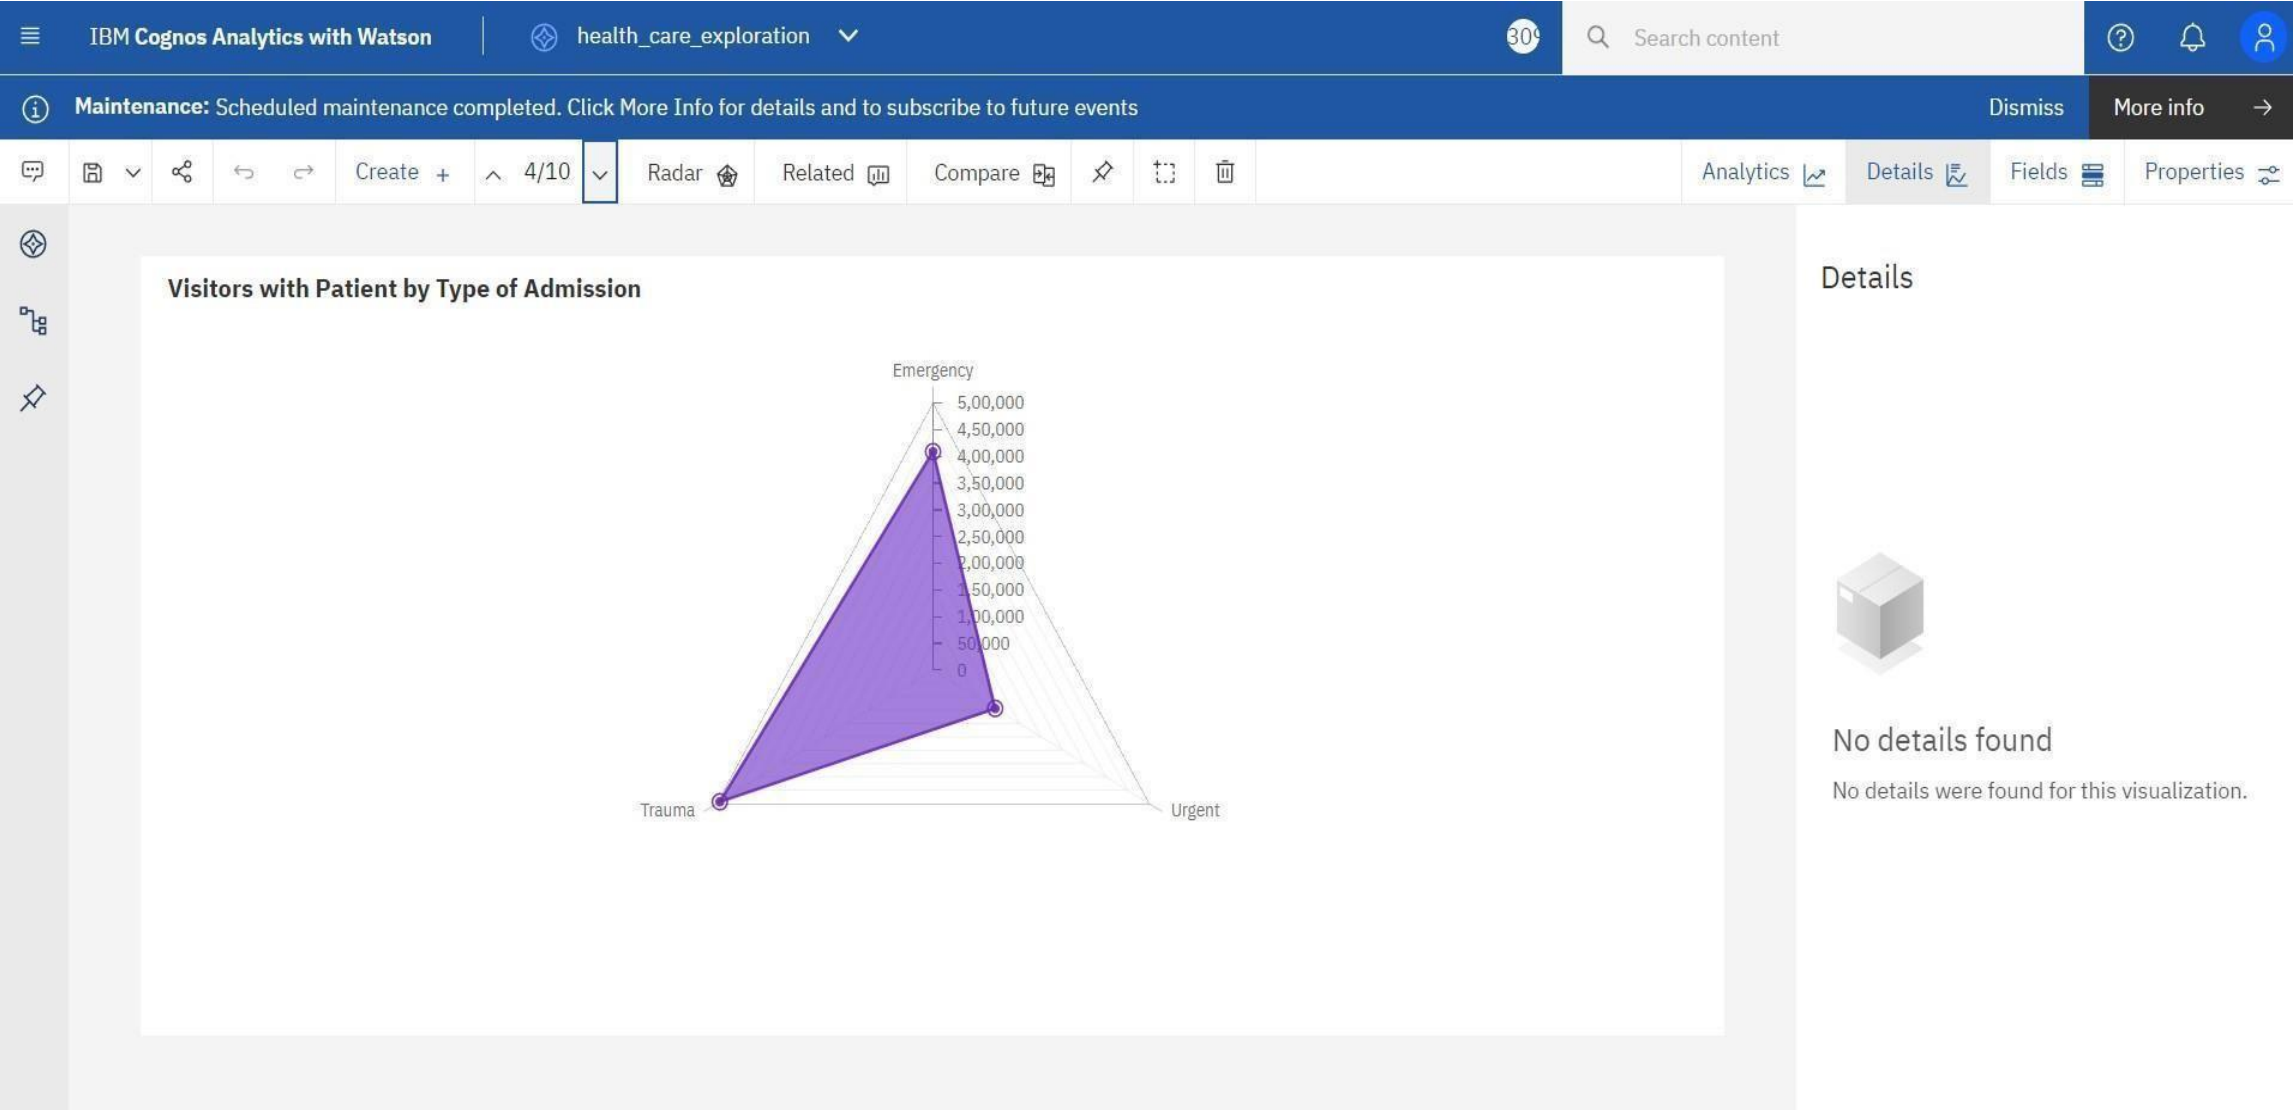 IBM Cognos Analytics with Watson
health_care_exploration
30
Search content
Maintenance: Scheduled maintenance completed. Click More Info for details and to subscribe to future events
Dismiss
More info
Create +
4/10
Radar
Related
Compare
Analytics
Details
Fields
Properties
Visitors with Patient by Type of Admission
Details
Emergency
5,00,000
4,50,000
4,00,000
3,50,000
3,00,000
2,50,000
2,00,000
1,50,000
1,00,000
50,000
0
Trauma
Urgent
No details found
No details were found for this visualization.